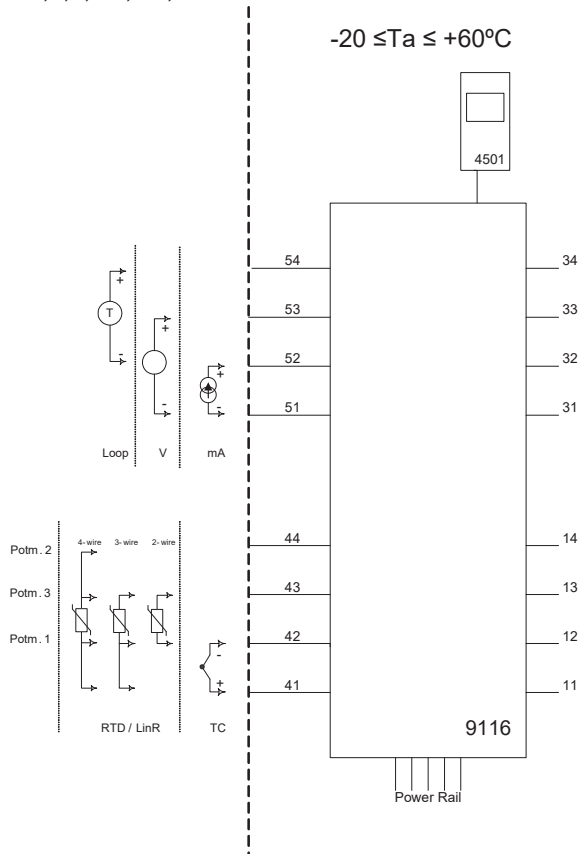 -20 ≤Ta ≤ +60ºC
4501
54
34
+
T
53
33
+
-
52
32
+
-
-
51
31
Loop
V
mA
4- wire
3- wire
2- wire
44
14
Potm. 2
Potm. 3
43
13
Potm. 1
42
12
-
+
41
11
RTD / LinR
TC
9116
Power Rail